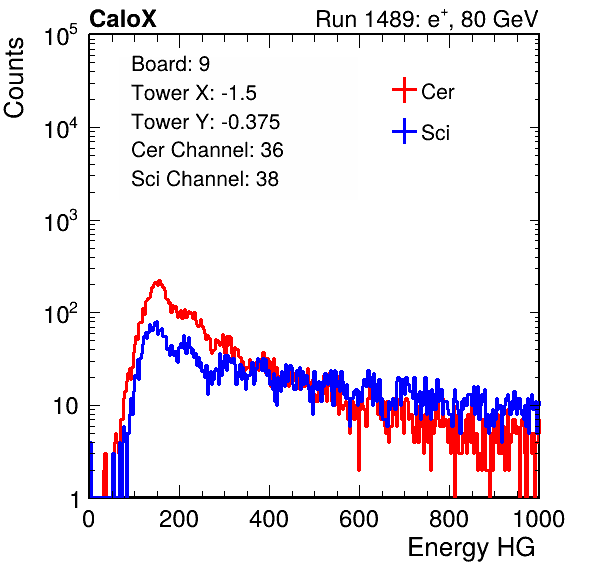 CaloX Run 1489: e⁺, 80 GeV
Counts
Board: 9
Tower X: -1.5
Tower Y: -0.375
Cer Channel: 36
Sci Channel: 38
Cer
Sci
10⁵
10⁴
10³
10²
10
1
0 200 400 600 800 1000
Energy HG